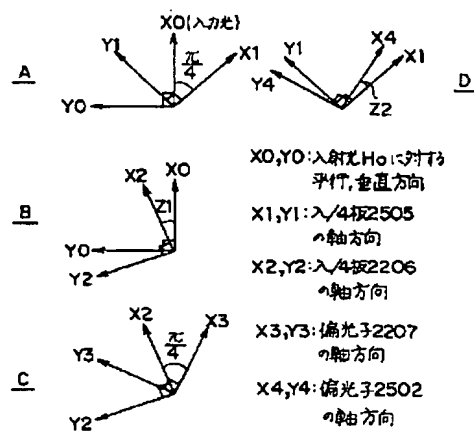 A
X0(入力光)
Y1
π/4
X1
Y0
D
X4
Y1
X1
Y4
Z2
B
X2
X0
Z1
Y0
Y2
C
X2
π/4
X3
Y3
Y2
X0,Y0:入射光H0に対する
平行,垂直方向
X1,Y1:入/4板2505
の軸方向
X2,Y2:入/4板2206
の軸方向
X3,Y3:偏光子2207
の軸方向
X4,Y4:偏光子2502
の軸方向